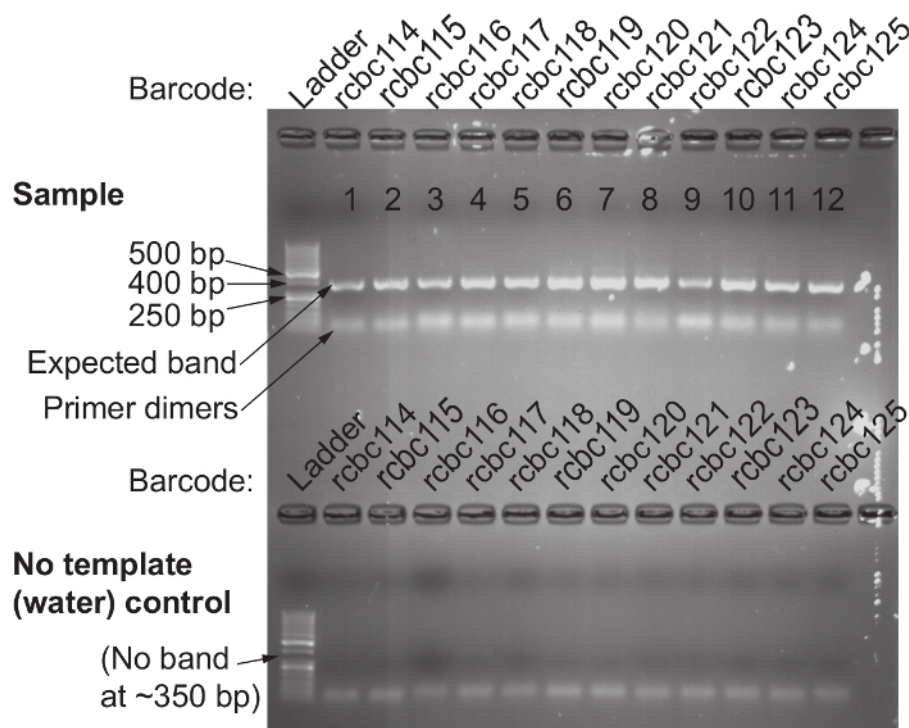 Barcode: Ladder rcbc114 rcbc115 rcbc116 rcbc117 rcbc118 rcbc119 rcbc120 rcbc121 rcbc122 rcbc123 rcbc124 rcbc125
Sample 1 2 3 4 5 6 7 8 9 10 11 12
500 bp
400 bp
250 bp
Expected band
Primer dimers
Barcode: Ladder rcbc114 rcbc115 rcbc116 rcbc117 rcbc118 rcbc119 rcbc120 rcbc121 rcbc122 rcbc123 rcbc124 rcbc125
No template
(water) control
(No band
at ~350 bp)